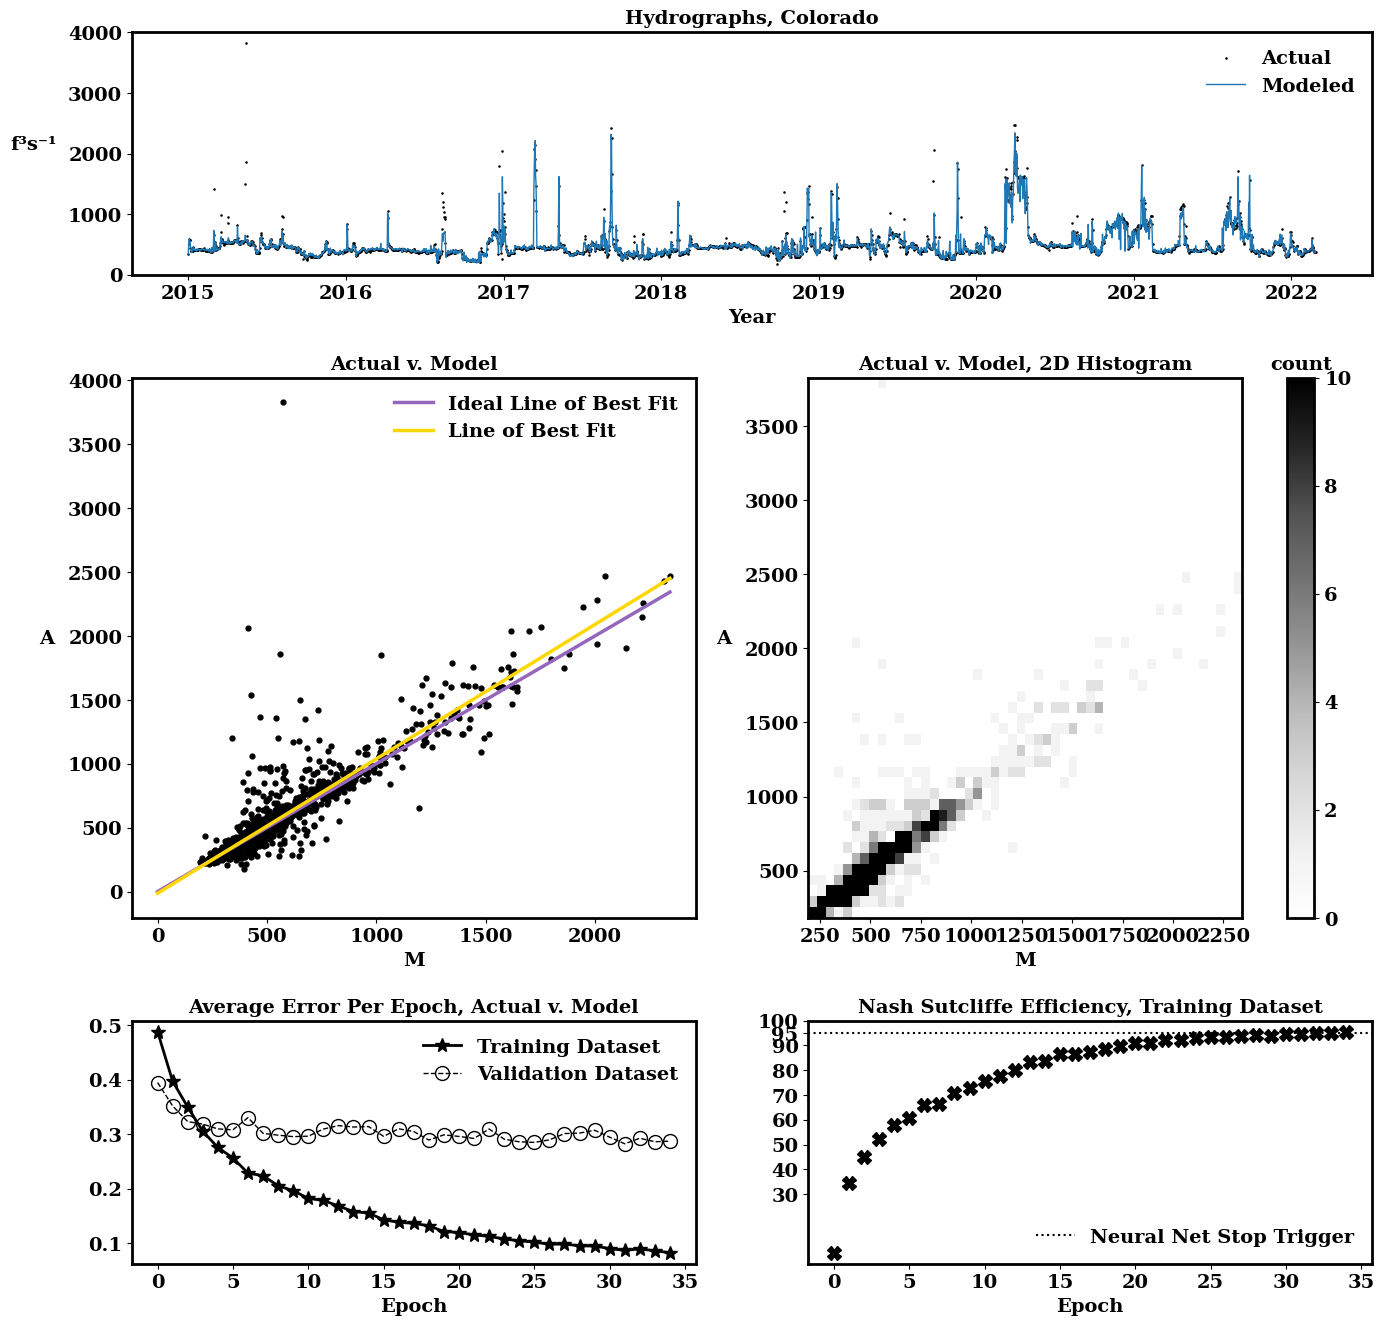 Hydrographs, Colorado
4000
3000
2000
1000
0
f³s⁻¹
Actual
Modeled
2015 2016 2017 2018 2019 2020 2021 2022
Year
Actual v. Model
4000
3500
3000
2500
2000
1500
1000
500
0
A
Ideal Line of Best Fit
Line of Best Fit
0 500 1000 1500 2000
M
Actual v. Model, 2D Histogram
3500
3000
2500
2000
1500
1000
500
A
250 500 750 1000 1250 1500 1750 2000 2250
M
count
10
8
6
4
2
0
Average Error Per Epoch, Actual v. Model
0.5
0.4
0.3
0.2
0.1
Training Dataset
Validation Dataset
0 5 10 15 20 25 30 35
Epoch
Nash Sutcliffe Efficiency, Training Dataset
100
95
90
80
70
60
50
40
30
Neural Net Stop Trigger
0 5 10 15 20 25 30 35
Epoch